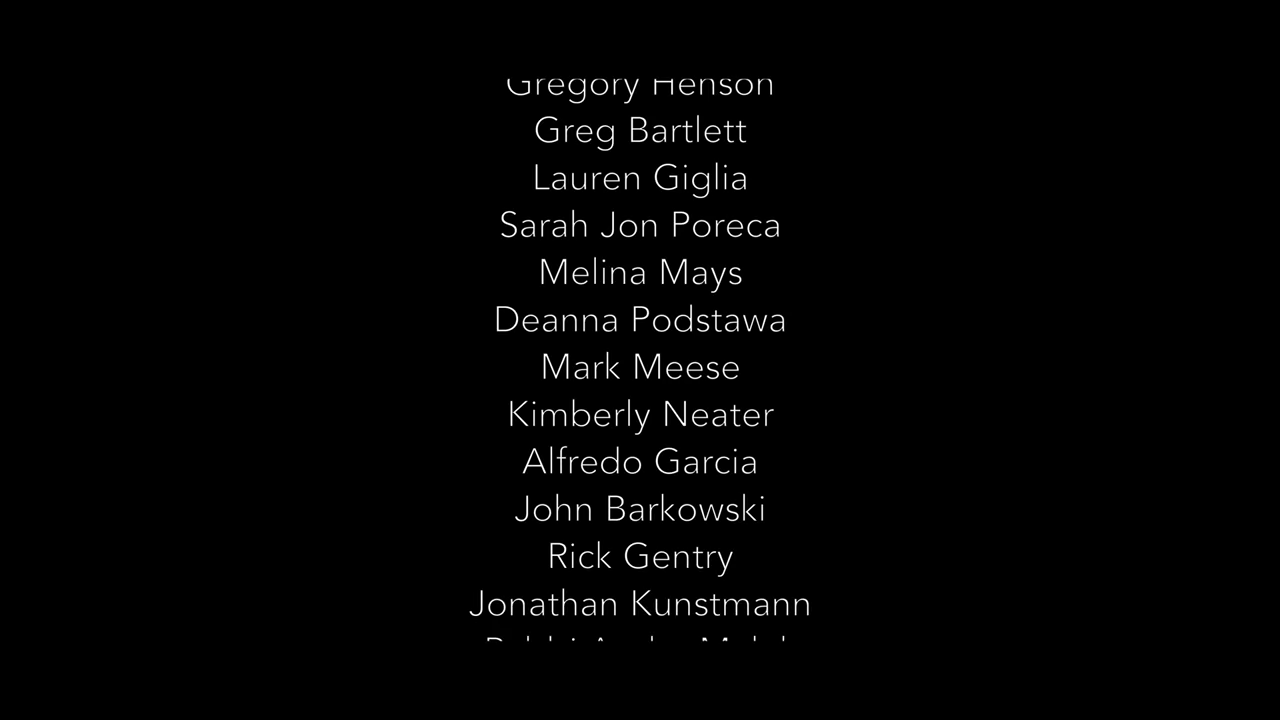 Gregory Henson
Greg Bartlett
Lauren Giglia
Sarah Jon Poreca
Melina Mays
Deanna Podstawa
Mark Meese
Kimberly Neater
Alfredo Garcia
John Barkowski
Rick Gentry
Jonathan Kunstmann